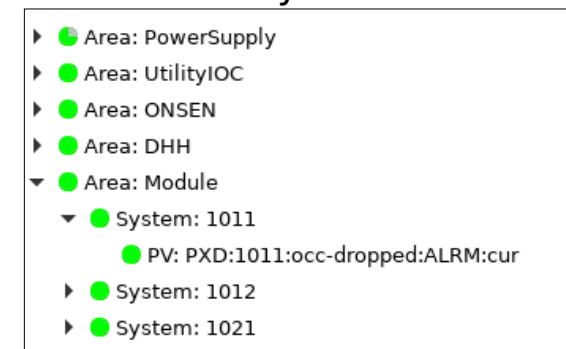 Area: PowerSupply
Area: UtilityIOC
Area: ONSEN
Area: DHH
Area: Module
System: 1011
PV: PXD:1011:occ-dropped:ALRM:cur
System: 1012
System: 1021